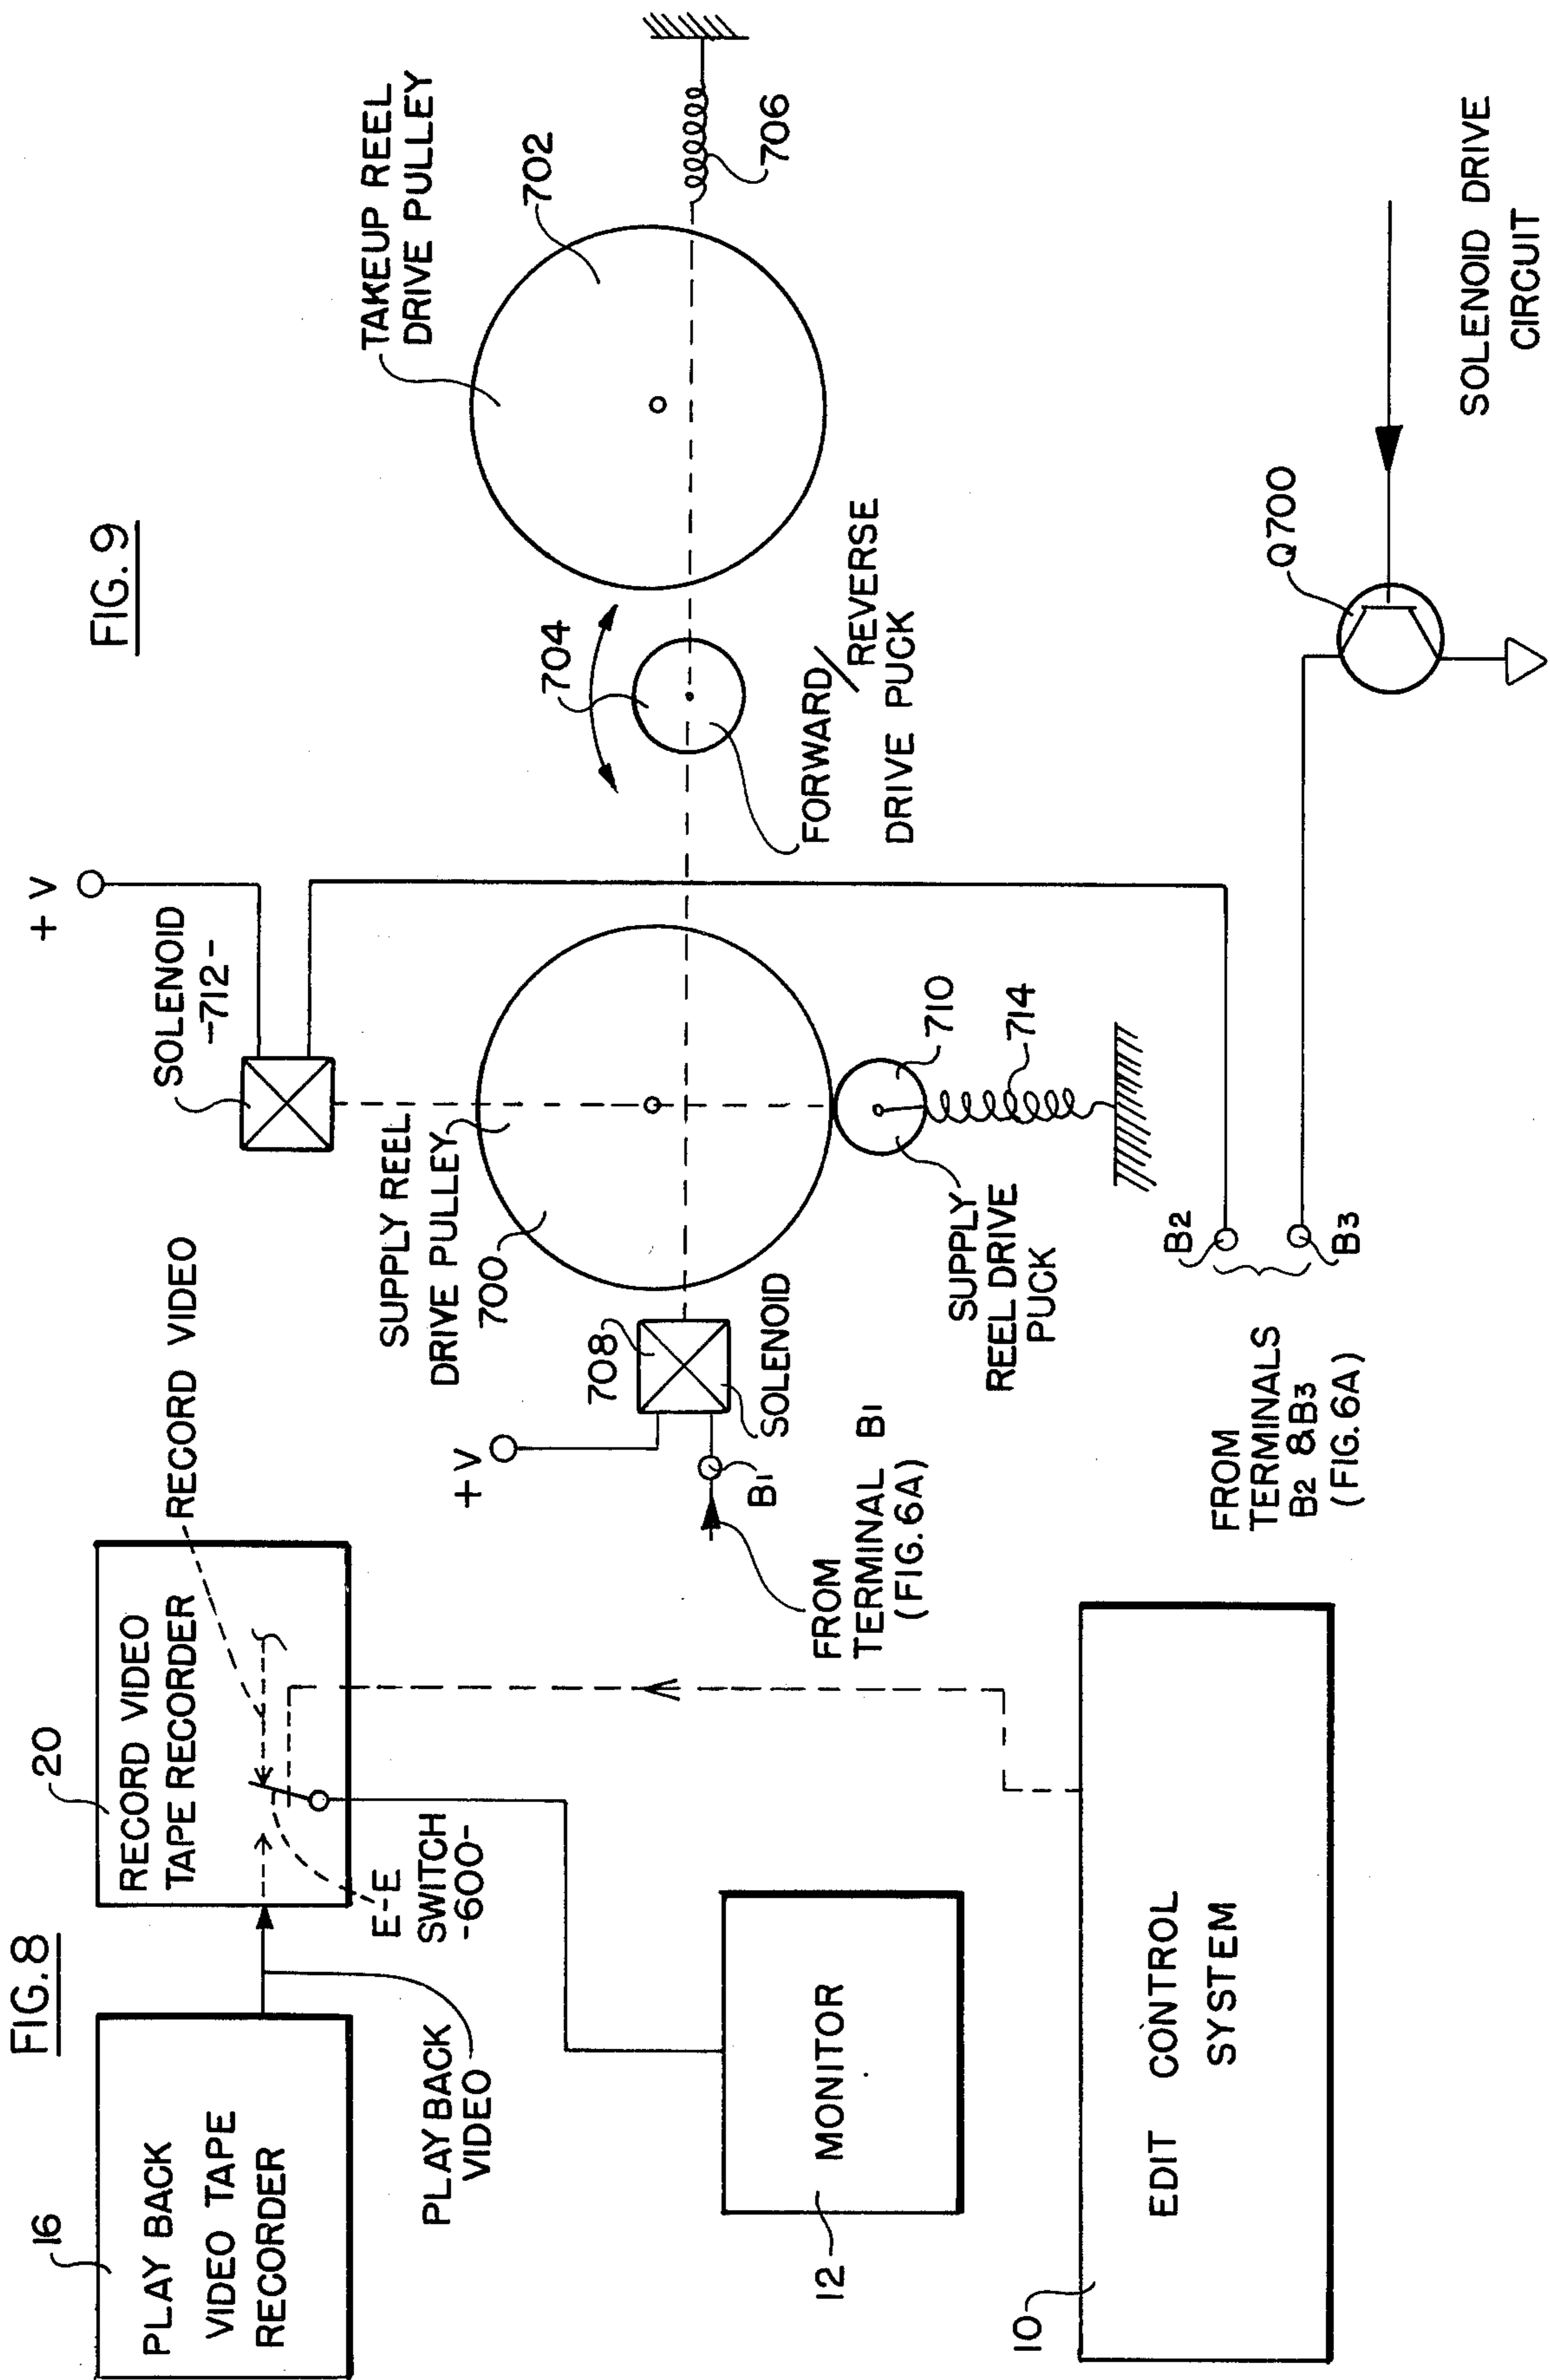 FIG. 8
16
PLAY BACK
VIDEO TAPE
RECORDER
PLAY BACK
VIDEO
20
RECORD VIDEO
TAPE RECORDER
RECORD VIDEO
E-E
SWITCH
-600-
12
MONITOR
10
EDIT CONTROL
SYSTEM
FIG. 9
+ V
SOLENOID
-712-
SUPPLY REEL
DRIVE PULLEY
700
+ V
708
SOLENOID
B1
FROM
TERMINAL B1
(FIG. 6A)
710
714
SUPPLY
REEL DRIVE
PUCK
704
FORWARD/REVERSE
DRIVE PUCK
TAKEUP REEL
DRIVE PULLEY
702
706
B2
B3
FROM
TERMINALS
B2 & B3
(FIG. 6A)
Q700
SOLENOID DRIVE
CIRCUIT